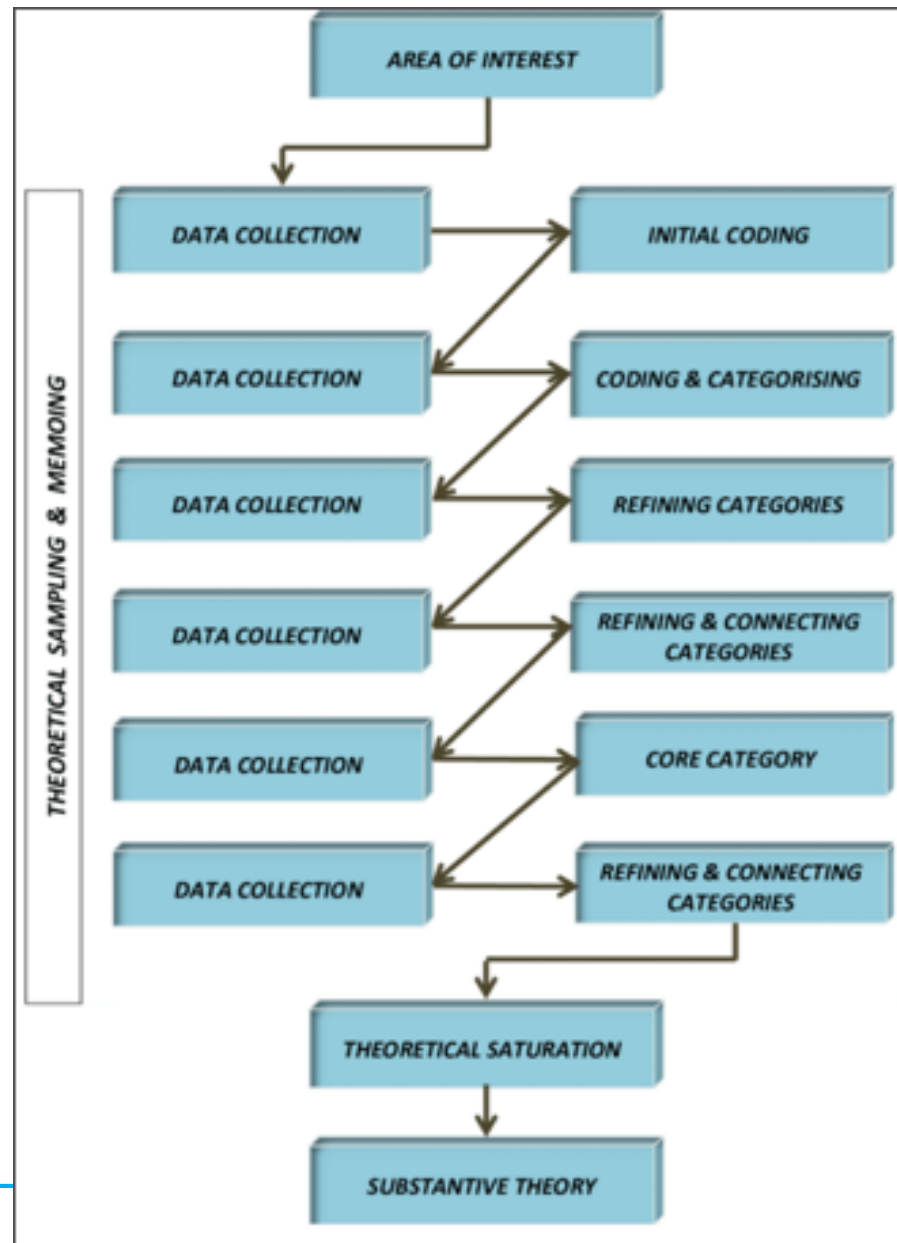 AREA OF INTEREST
THEORETICAL SAMPLING & MEMOING
DATA COLLECTION
INITIAL CODING
DATA COLLECTION
CODING & CATEGORISING
DATA COLLECTION
REFINING CATEGORIES
DATA COLLECTION
REFINING & CONNECTING
CATEGORIES
DATA COLLECTION
CORE CATEGORY
DATA COLLECTION
REFINING & CONNECTING
CATEGORIES
THEORETICAL SATURATION
SUBSTANTIVE THEORY